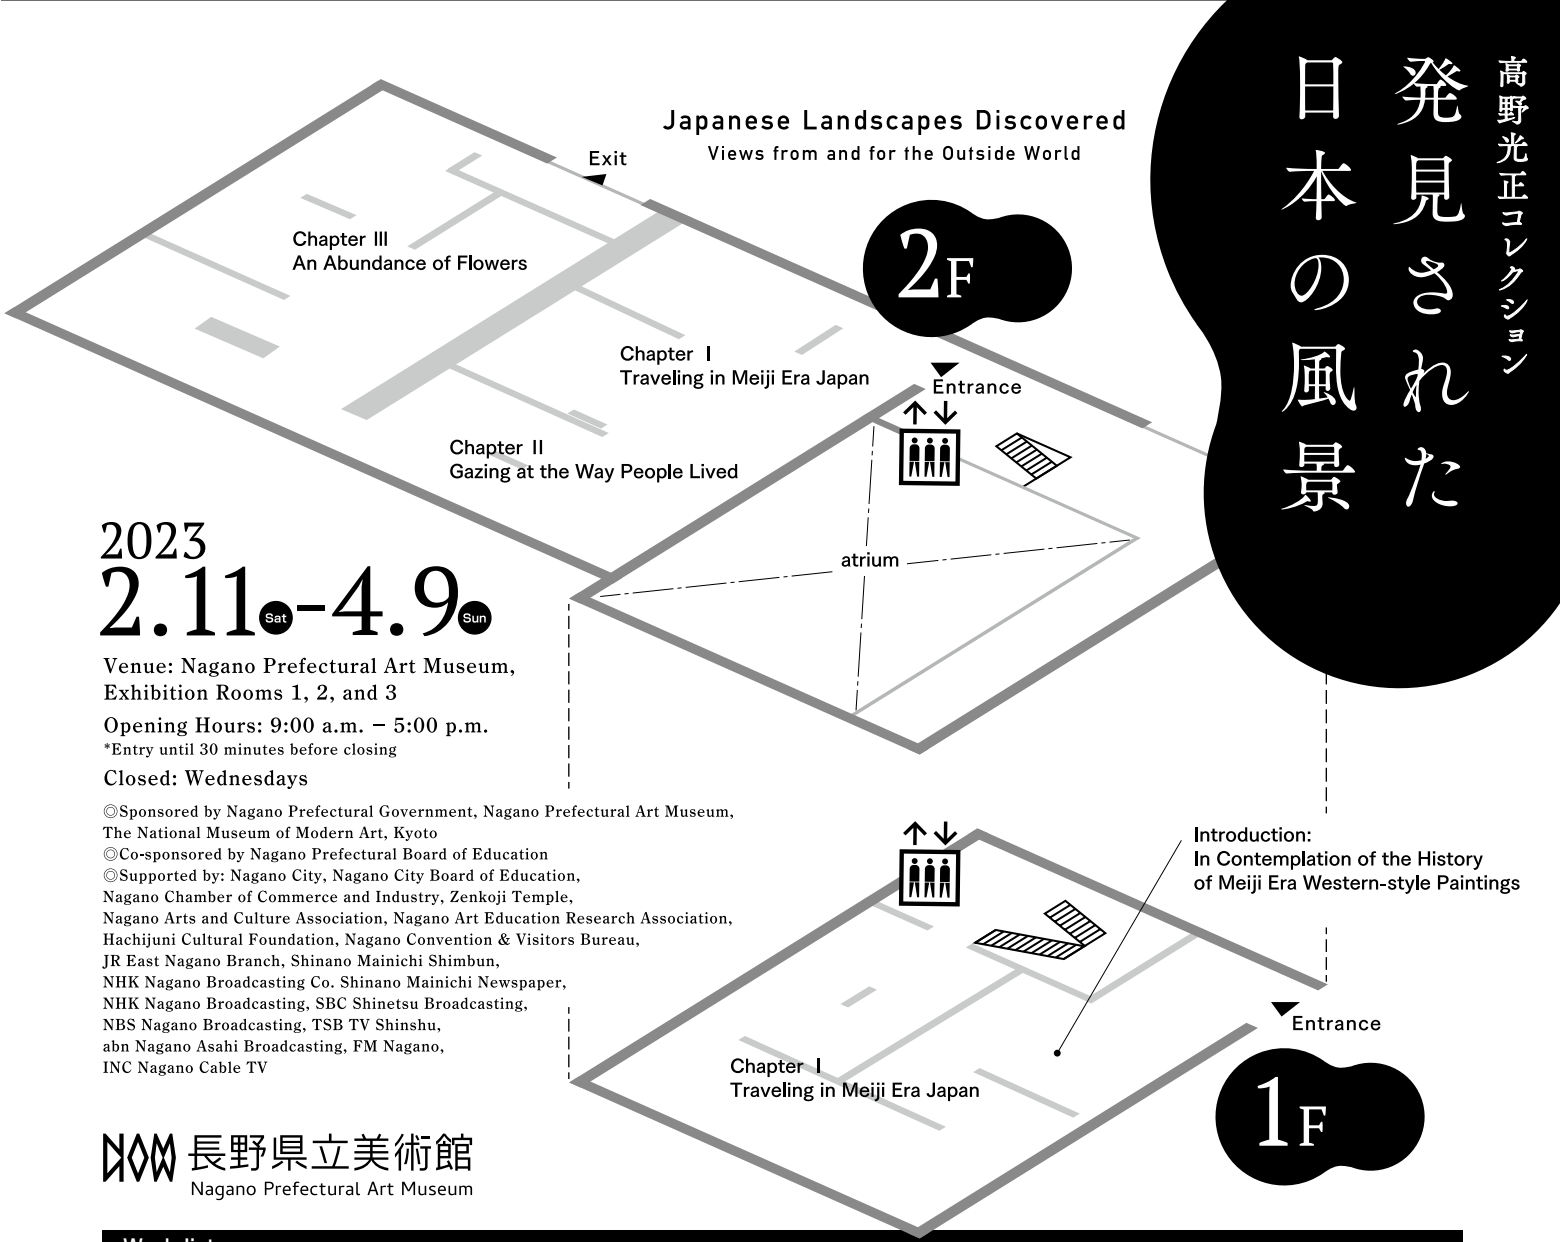 高野光正コレクション
発見された
日本の風景
Japanese Landscapes Discovered
Views from and for the Outside World
Exit
Chapter III
An Abundance of Flowers
2F
Chapter I
Traveling in Meiji Era Japan
Entrance
Chapter II
Gazing at the Way People Lived
atrium
2023
2.11Sat–4.9Sun
Venue: Nagano Prefectural Art Museum,
Exhibition Rooms 1, 2, and 3
Opening Hours: 9:00 a.m. – 5:00 p.m.
*Entry until 30 minutes before closing
Closed: Wednesdays
◎Sponsored by Nagano Prefectural Government, Nagano Prefectural Art Museum,
The National Museum of Modern Art, Kyoto
◎Co-sponsored by Nagano Prefectural Board of Education
◎Supported by: Nagano City, Nagano City Board of Education,
Nagano Chamber of Commerce and Industry, Zenkoji Temple,
Nagano Arts and Culture Association, Nagano Art Education Research Association,
Hachijuni Cultural Foundation, Nagano Convention & Visitors Bureau,
JR East Nagano Branch, Shinano Mainichi Shimbun,
NHK Nagano Broadcasting Co. Shinano Mainichi Newspaper,
NHK Nagano Broadcasting, SBC Shinetsu Broadcasting,
NBS Nagano Broadcasting, TSB TV Shinshu,
abn Nagano Asahi Broadcasting, FM Nagano,
INC Nagano Cable TV
Introduction:
In Contemplation of the History
of Meiji Era Western-style Paintings
Entrance
Chapter I
Traveling in Meiji Era Japan
1F
NAM 長野県立美術館
Nagano Prefectural Art Museum